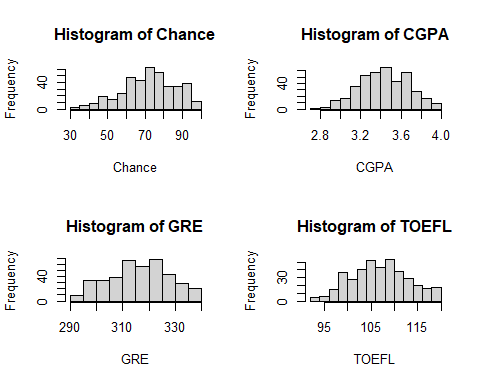 Histogram of Chance
Frequency
0 40
30 50 70 90
Chance
Histogram of CGPA
Frequency
0 40
2.8 3.2 3.6 4.0
CGPA
Histogram of GRE
Frequency
0 40
290 310 330
GRE
Histogram of TOEFL
Frequency
0 30
95 105 115
TOEFL